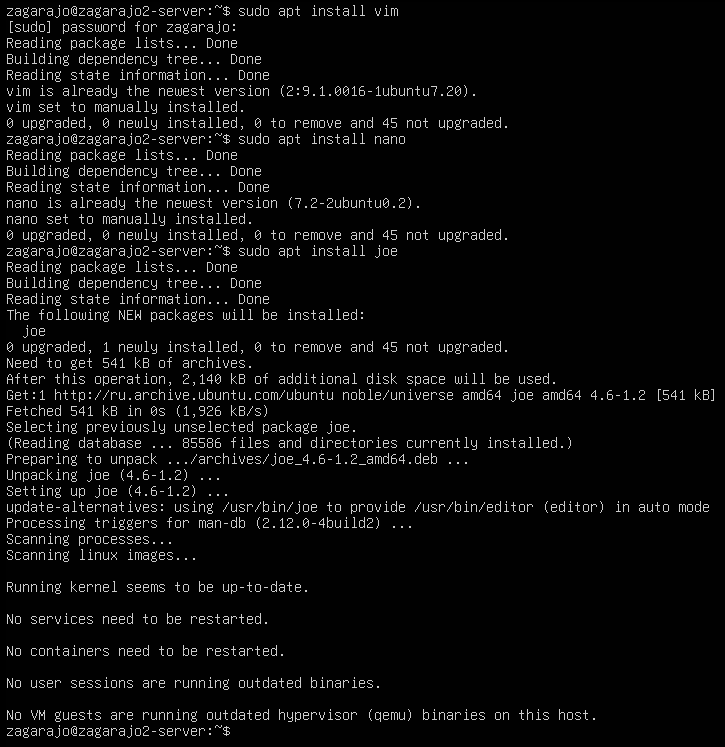 zagarajo@zagarajo2-server:~$ sudo apt install vim
[sudo] password for zagarajo:
Reading package lists... Done
Building dependency tree... Done
Reading state information... Done
vim is already the newest version (2:9.1.0016-1ubuntu7.20).
vim set to manually installed.
0 upgraded, 0 newly installed, 0 to remove and 45 not upgraded.
zagarajo@zagarajo2-server:~$ sudo apt install nano
Reading package lists... Done
Building dependency tree... Done
Reading state information... Done
nano is already the newest version (7.2-2ubuntu0.2).
nano set to manually installed.
0 upgraded, 0 newly installed, 0 to remove and 45 not upgraded.
zagarajo@zagarajo2-server:~$ sudo apt install joe
Reading package lists... Done
Building dependency tree... Done
Reading state information... Done
The following NEW packages will be installed:
  joe
0 upgraded, 1 newly installed, 0 to remove and 45 not upgraded.
Need to get 541 kB of archives.
After this operation, 2,140 kB of additional disk space will be used.
Get:1 http://ru.archive.ubuntu.com/ubuntu noble/universe amd64 joe amd64 4.6-1.2 [541 kB]
Fetched 541 kB in 0s (1,926 kB/s)
Selecting previously unselected package joe.
(Reading database ... 85586 files and directories currently installed.)
Preparing to unpack .../archives/joe_4.6-1.2_amd64.deb ...
Unpacking joe (4.6-1.2) ...
Setting up joe (4.6-1.2) ...
update-alternatives: using /usr/bin/joe to provide /usr/bin/editor (editor) in auto mode
Processing triggers for man-db (2.12.0-4build2) ...
Scanning processes...
Scanning linux images...

Running kernel seems to be up-to-date.

No services need to be restarted.

No containers need to be restarted.

No user sessions are running outdated binaries.

No VM guests are running outdated hypervisor (qemu) binaries on this host.
zagarajo@zagarajo2-server:~$